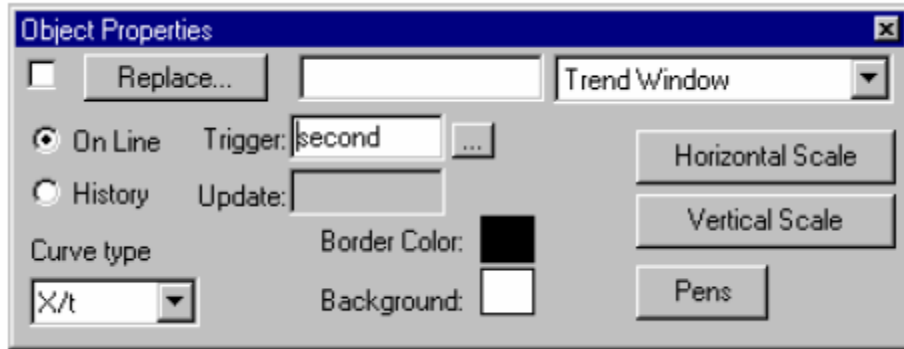 Object Properties
Replace... Trend Window
On Line Trigger: second ... Horizontal Scale
History Update: Vertical Scale
Curve type Border Color:
X/t Background: Pens